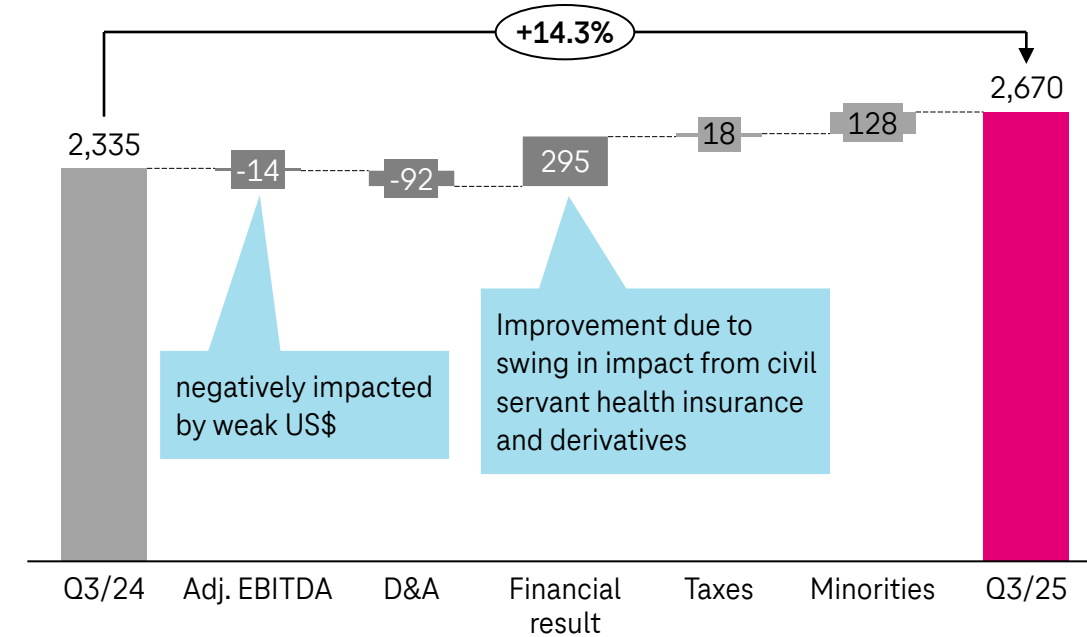 +14.3%
2,335
-14
-92
295
18
128
2,670
negatively impacted
by weak US$
Improvement due to
swing in impact from civil
servant health insurance
and derivatives
Q3/24
Adj. EBITDA
D&A
Financial
result
Taxes
Minorities
Q3/25